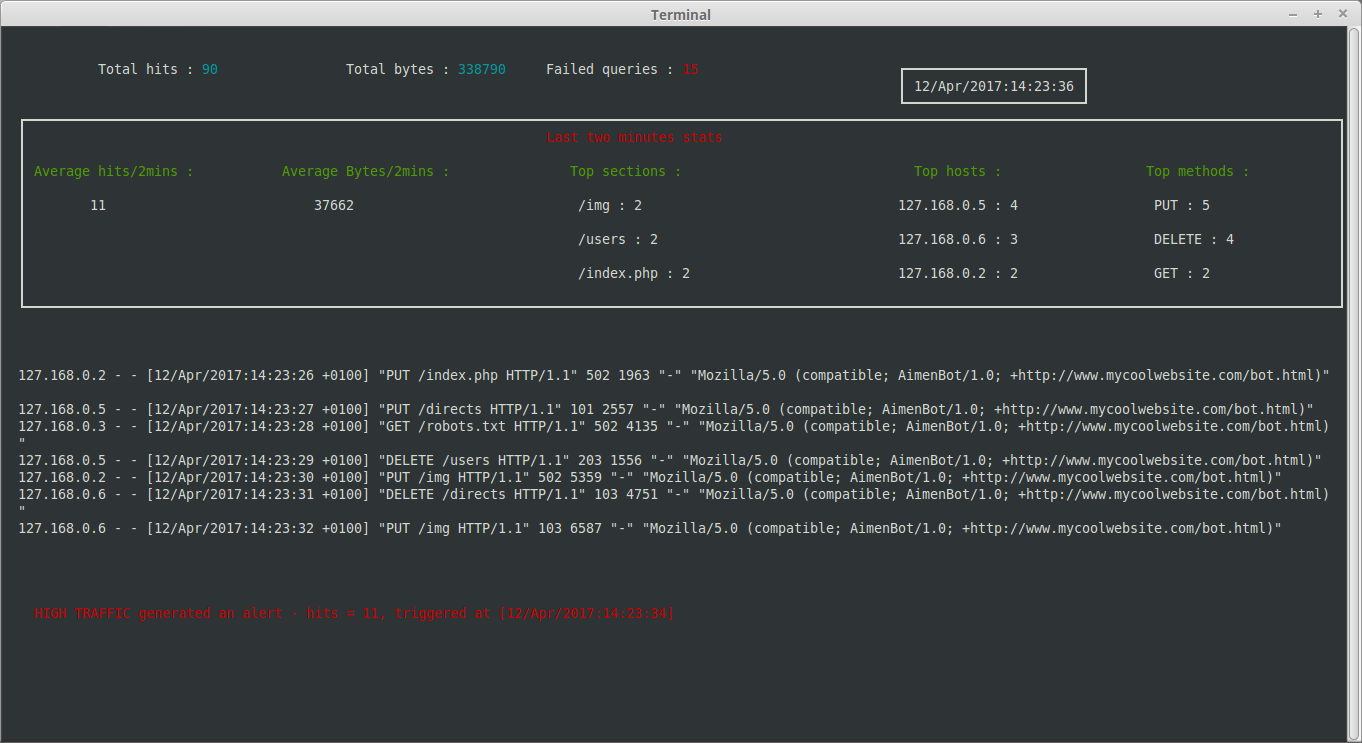 Terminal
Total hits : 90 Total bytes : 338790 Failed queries : 15
12/Apr/2017:14:23:36
Last two minutes stats
Average hits/2mins : Average Bytes/2mins : Top sections : Top hosts : Top methods :
11 37662 /img : 2 127.168.0.5 : 4 PUT : 5
/users : 2 127.168.0.6 : 3 DELETE : 4
/index.php : 2 127.168.0.2 : 2 GET : 2
127.168.0.2 - - [12/Apr/2017:14:23:26 +0100] "PUT /index.php HTTP/1.1" 502 1963 "-" "Mozilla/5.0 (compatible; AimenBot/1.0; +http://www.mycoolwebsite.com/bot.html)"
127.168.0.5 - - [12/Apr/2017:14:23:27 +0100] "PUT /directs HTTP/1.1" 101 2557 "-" "Mozilla/5.0 (compatible; AimenBot/1.0; +http://www.mycoolwebsite.com/bot.html)"
127.168.0.3 - - [12/Apr/2017:14:23:28 +0100] "GET /robots.txt HTTP/1.1" 502 4135 "-" "Mozilla/5.0 (compatible; AimenBot/1.0; +http://www.mycoolwebsite.com/bot.html)
"
127.168.0.5 - - [12/Apr/2017:14:23:29 +0100] "DELETE /users HTTP/1.1" 203 1556 "-" "Mozilla/5.0 (compatible; AimenBot/1.0; +http://www.mycoolwebsite.com/bot.html)"
127.168.0.2 - - [12/Apr/2017:14:23:30 +0100] "PUT /img HTTP/1.1" 502 5359 "-" "Mozilla/5.0 (compatible; AimenBot/1.0; +http://www.mycoolwebsite.com/bot.html)"
127.168.0.6 - - [12/Apr/2017:14:23:31 +0100] "DELETE /directs HTTP/1.1" 103 4751 "-" "Mozilla/5.0 (compatible; AimenBot/1.0; +http://www.mycoolwebsite.com/bot.html)
"
127.168.0.6 - - [12/Apr/2017:14:23:32 +0100] "PUT /img HTTP/1.1" 103 6587 "-" "Mozilla/5.0 (compatible; AimenBot/1.0; +http://www.mycoolwebsite.com/bot.html)"
HIGH TRAFFIC generated an alert - hits = 11, triggered at [12/Apr/2017:14:23:34]